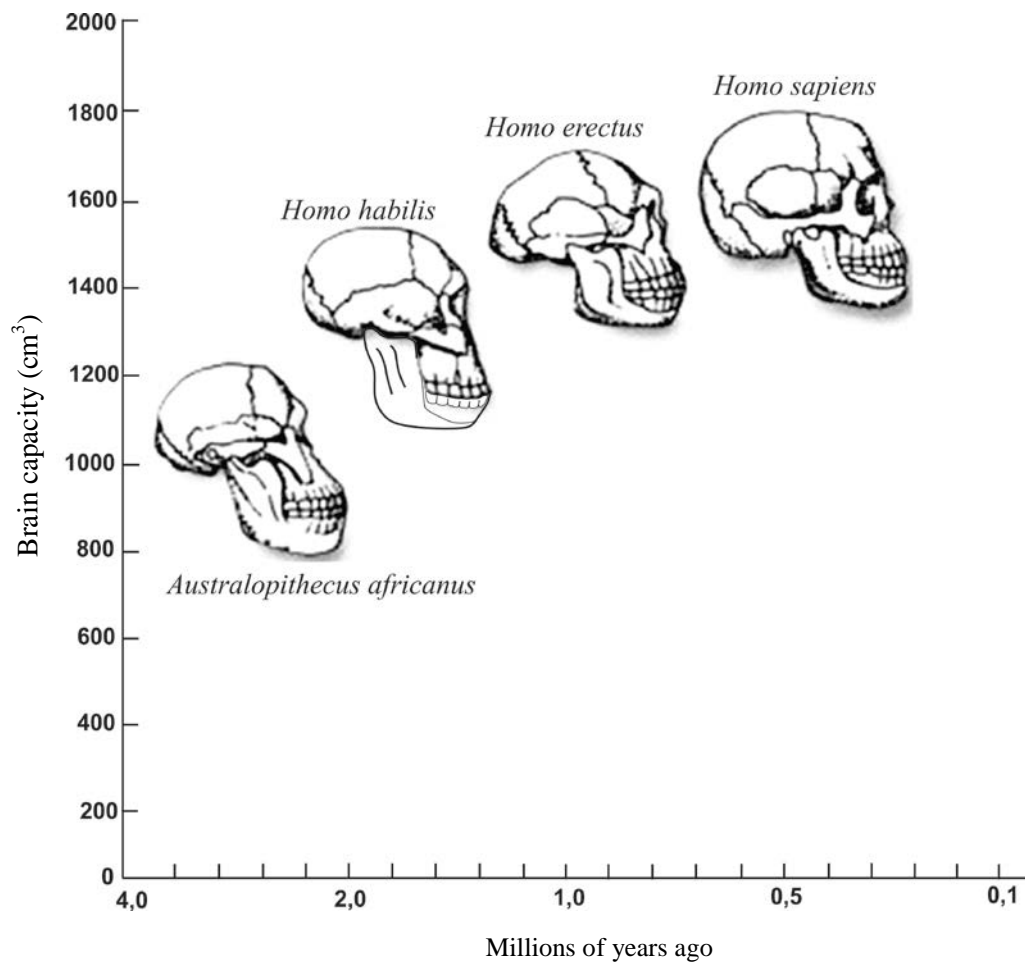 2000
1800
1600
1400
1200
1000
800
600
400
200
0
Brain capacity (cm³)
Homo sapiens
Homo erectus
Homo habilis
Australopithecus africanus
4,0 2,0 1,0 0,5 0,1
Millions of years ago